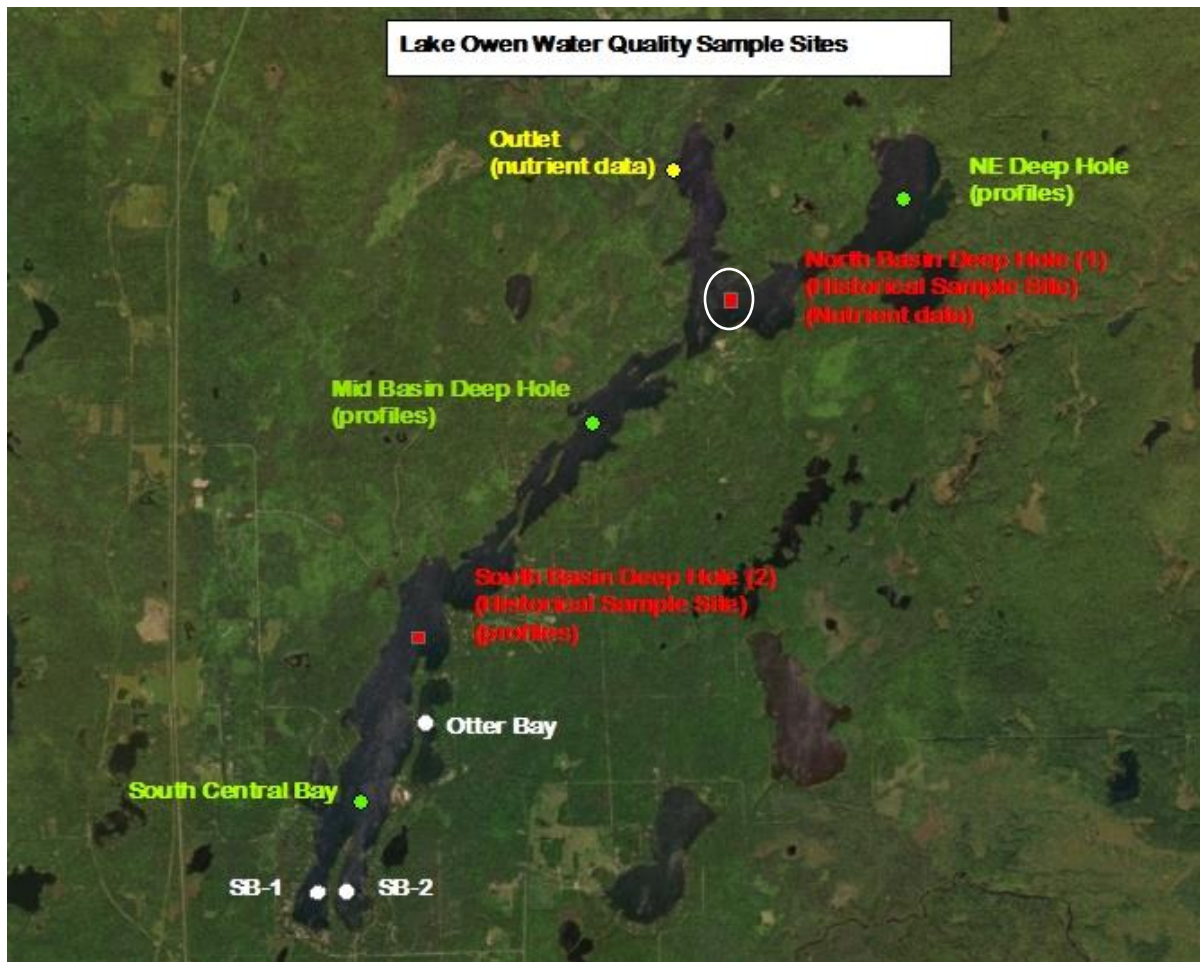 Lake Owen Water Quality Sample Sites
Outlet
(nutrient data)
NE Deep Hole
(profiles)
North Basin Deep Hole (1)
(Historical Sample Site)
(Nutrient data)
Mid Basin Deep Hole
(profiles)
South Basin Deep Hole (2)
(Historical Sample Site)
(profiles)
Otter Bay
South Central Bay
SB-1
SB-2